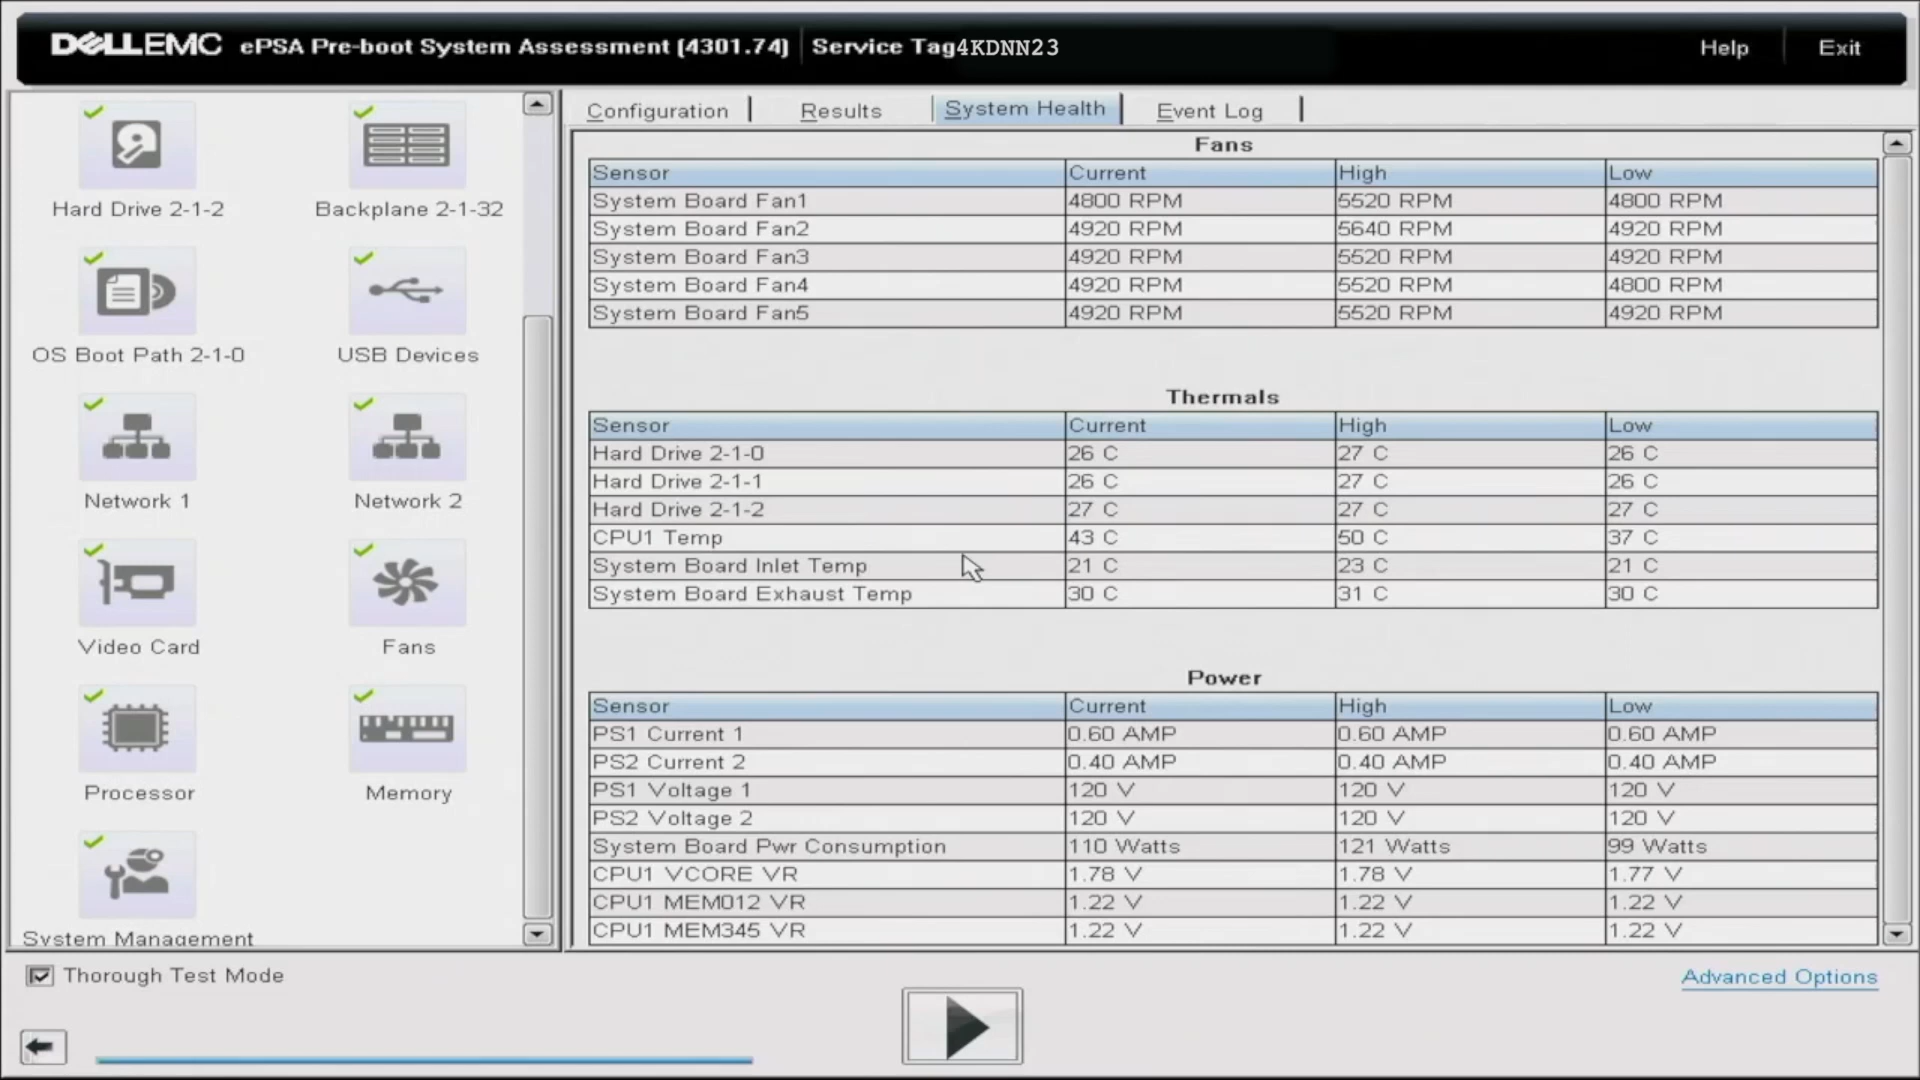 DELLEMC ePSA Pre-boot System Assessment (4301.74) Service Tag4KDNN23 Help Exit
Hard Drive 2-1-2 Backplane 2-1-32
OS Boot Path 2-1-0 USB Devices
Network 1 Network 2
Video Card Fans
Processor Memory
System Management
Configuration Results System Health Event Log
Fans
Sensor Current High Low
System Board Fan1 4800 RPM 5520 RPM 4800 RPM
System Board Fan2 4920 RPM 5640 RPM 4920 RPM
System Board Fan3 4920 RPM 5520 RPM 4920 RPM
System Board Fan4 4920 RPM 5520 RPM 4800 RPM
System Board Fan5 4920 RPM 5520 RPM 4920 RPM
Thermals
Sensor Current High Low
Hard Drive 2-1-0 26 C 27 C 26 C
Hard Drive 2-1-1 26 C 27 C 26 C
Hard Drive 2-1-2 27 C 27 C 27 C
CPU1 Temp 43 C 50 C 37 C
System Board Inlet Temp 21 C 23 C 21 C
System Board Exhaust Temp 30 C 31 C 30 C
Power
Sensor Current High Low
PS1 Current 1 0.60 AMP 0.60 AMP 0.60 AMP
PS2 Current 2 0.40 AMP 0.40 AMP 0.40 AMP
PS1 Voltage 1 120 V 120 V 120 V
PS2 Voltage 2 120 V 120 V 120 V
System Board Pwr Consumption 110 Watts 121 Watts 99 Watts
CPU1 VCORE VR 1.78 V 1.78 V 1.77 V
CPU1 MEM012 VR 1.22 V 1.22 V 1.22 V
CPU1 MEM345 VR 1.22 V 1.22 V 1.22 V
Thorough Test Mode Advanced Options